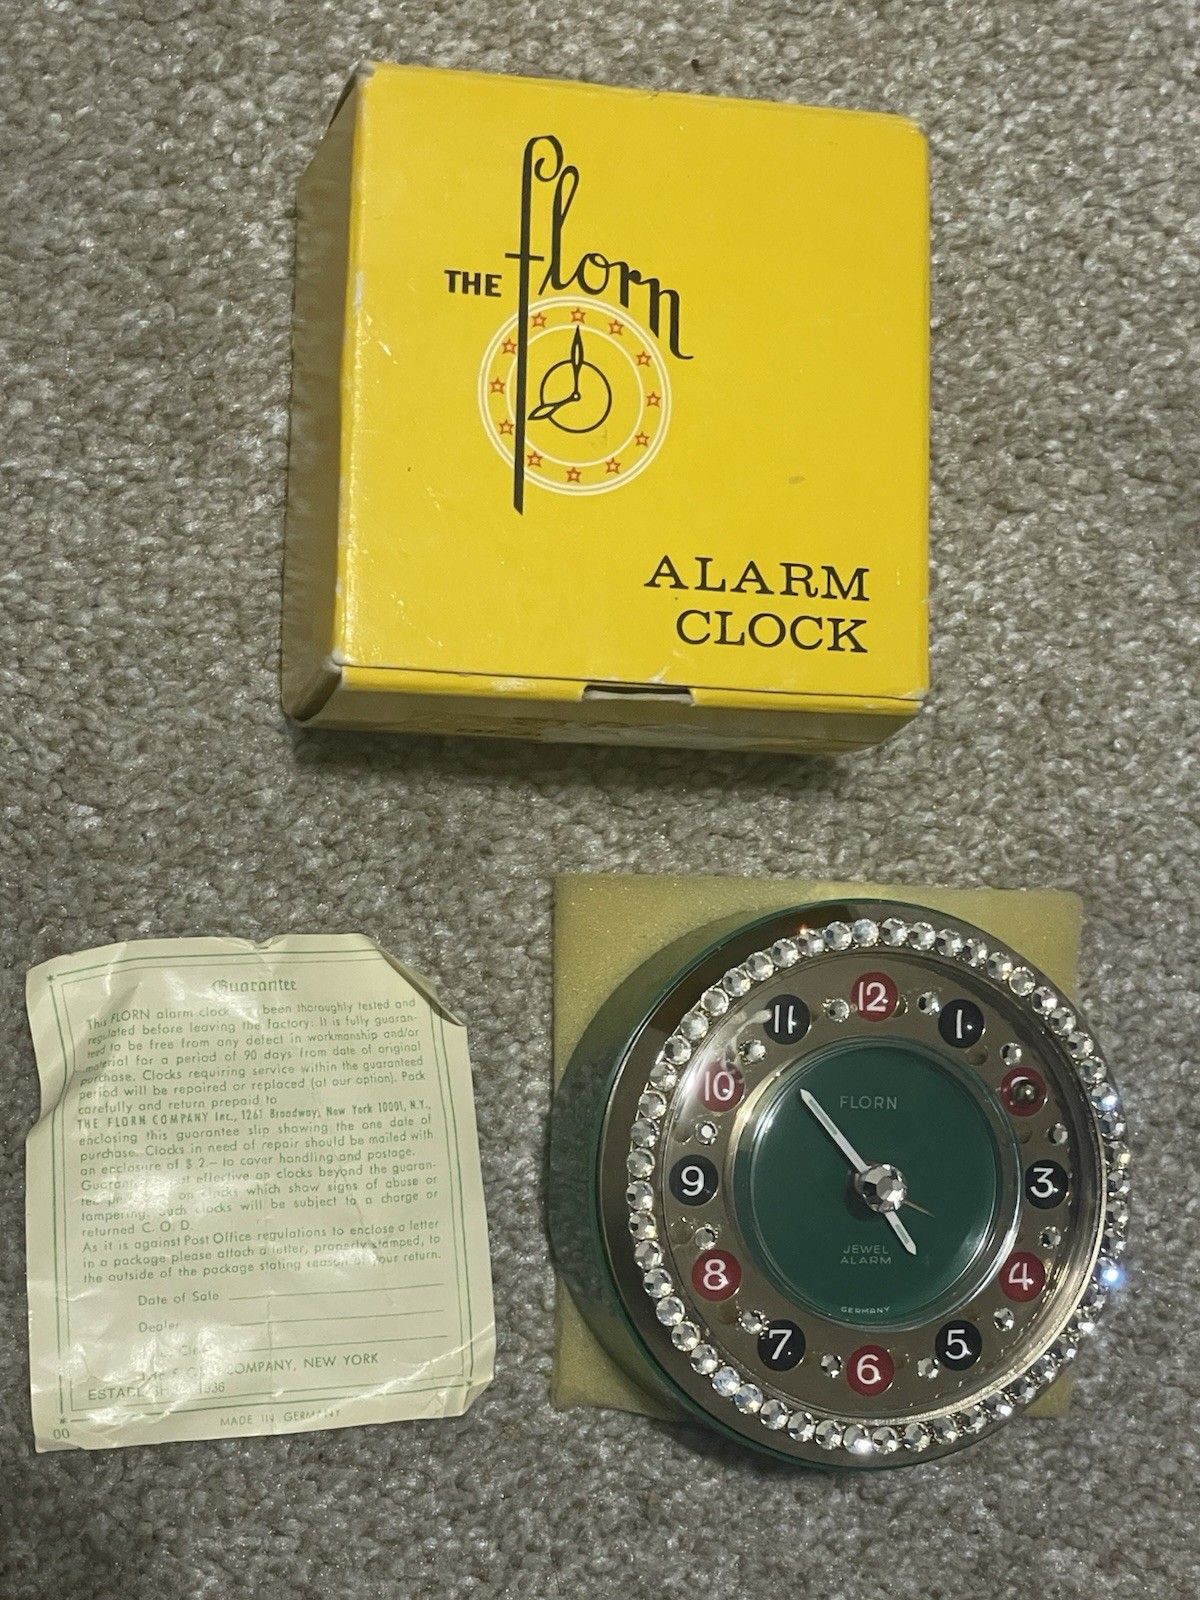 THE florn
ALARM
CLOCK
Guarantee
This FLORN alarm clock been thoroughly tested and
regulated before leaving the factory. It is fully guaran-
teed to be free from any defect in workmanship and/or
material for a period of 90 days from date of original
purchase. Clocks requiring service within the guaranteed
period will be repaired or replaced (at our option). Pack
carefully and return prepaid to
THE FLORN COMPANY Inc., 1261 Broadway, New York 10001, N.Y.,
enclosing this guarantee slip showing the one date of
purchase. Clocks in need of repair should be mailed with
an enclosure of $ 2.— to cover handling and postage.
effective on clocks beyond the guaran-
on clocks which show signs of abuse or
tampering. Such clocks will be subject to a charge or
returned C. O. D.
As it is against Post Office regulations to enclose a letter
in a package please attach a letter, properly stamped, to
the outside of the package stating reason of your return.
Date of Sale
Dealer
COMPANY, NEW YORK
1936
MADE IN GERMANY
00
12
11
1
10
FLORN
9
3
JEWEL
ALARM
8
4
GERMANY
7
5
6